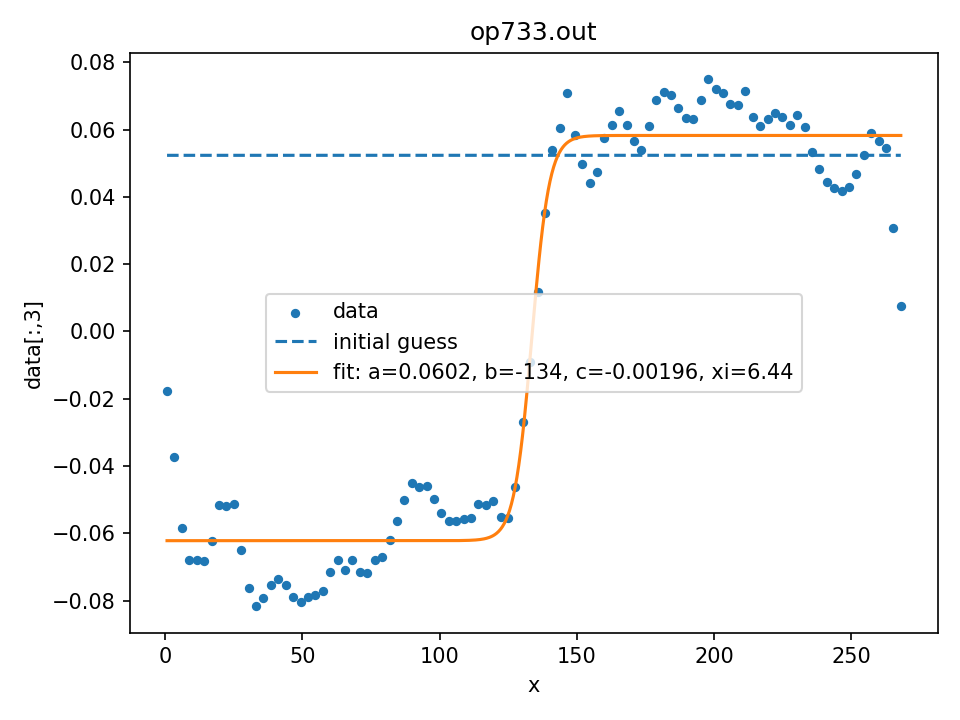 op733.out
0.08
0.06
0.04
0.02
0.00
−0.02
−0.04
−0.06
−0.08
data[:,3]
data
initial guess
fit: a=0.0602, b=-134, c=-0.00196, xi=6.44
0 50 100 150 200 250
x